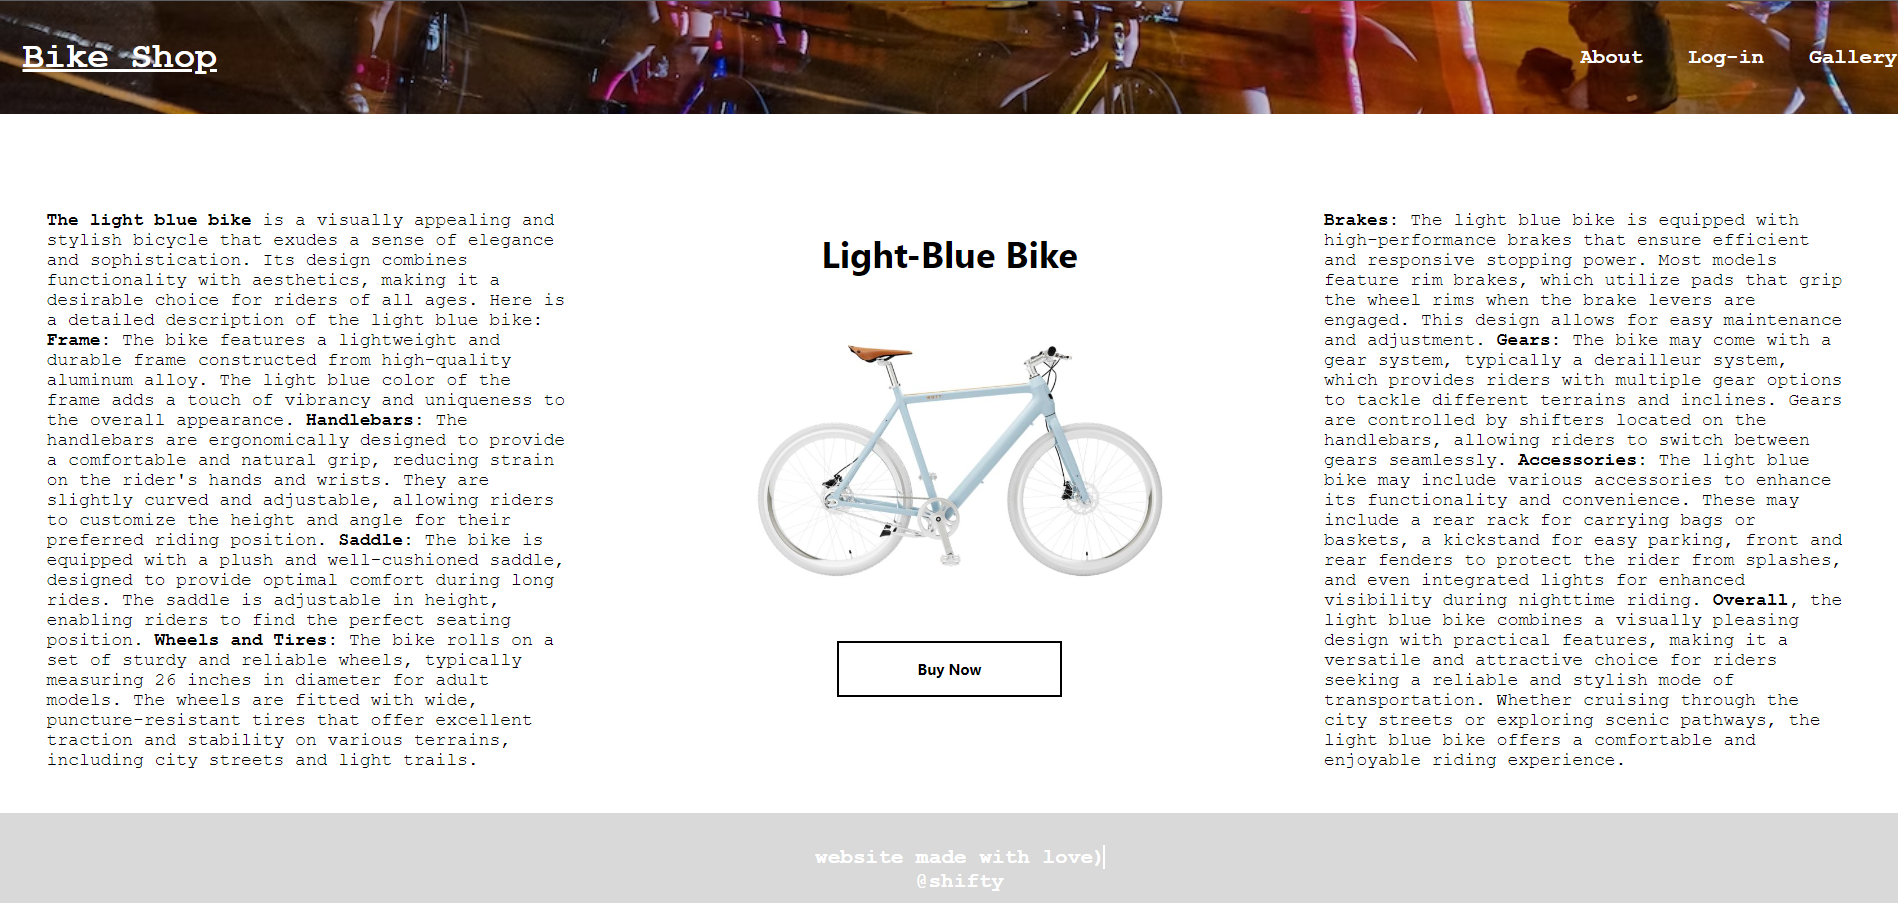 Bike Shop
About Log-in Gallery
The light blue bike is a visually appealing and
stylish bicycle that exudes a sense of elegance
and sophistication. Its design combines
functionality with aesthetics, making it a
desirable choice for riders of all ages. Here is
a detailed description of the light blue bike:
Frame: The bike features a lightweight and
durable frame constructed from high-quality
aluminum alloy. The light blue color of the
frame adds a touch of vibrancy and uniqueness to
the overall appearance. Handlebars: The
handlebars are ergonomically designed to provide
a comfortable and natural grip, reducing strain
on the rider's hands and wrists. They are
slightly curved and adjustable, allowing riders
to customize the height and angle for their
preferred riding position. Saddle: The bike is
equipped with a plush and well-cushioned saddle,
designed to provide optimal comfort during long
rides. The saddle is adjustable in height,
enabling riders to find the perfect seating
position. Wheels and Tires: The bike rolls on a
set of sturdy and reliable wheels, typically
measuring 26 inches in diameter for adult
models. The wheels are fitted with wide,
puncture-resistant tires that offer excellent
traction and stability on various terrains,
including city streets and light trails.
Light-Blue Bike
Buy Now
Brakes: The light blue bike is equipped with
high-performance brakes that ensure efficient
and responsive stopping power. Most models
feature rim brakes, which utilize pads that grip
the wheel rims when the brake levers are
engaged. This design allows for easy maintenance
and adjustment. Gears: The bike may come with a
gear system, typically a derailleur system,
which provides riders with multiple gear options
to tackle different terrains and inclines. Gears
are controlled by shifters located on the
handlebars, allowing riders to switch between
gears seamlessly. Accessories: The light blue
bike may include various accessories to enhance
its functionality and convenience. These may
include a rear rack for carrying bags or
baskets, a kickstand for easy parking, front and
rear fenders to protect the rider from splashes,
and even integrated lights for enhanced
visibility during nighttime riding. Overall, the
light blue bike combines a visually pleasing
design with practical features, making it a
versatile and attractive choice for riders
seeking a reliable and stylish mode of
transportation. Whether cruising through the
city streets or exploring scenic pathways, the
light blue bike offers a comfortable and
enjoyable riding experience.
website made with love)
@shifty